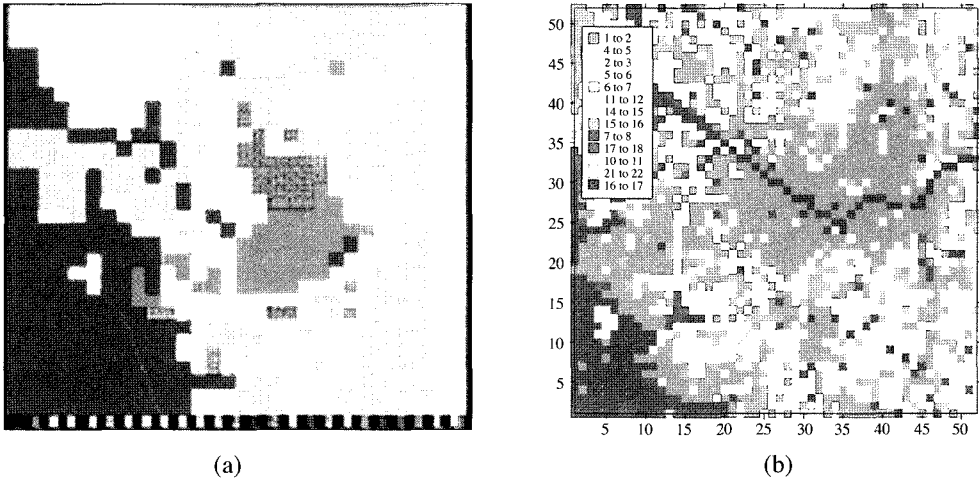 50
45
40
35
30
25
20
15
10
5
1 to 2
4 to 5
2 to 3
5 to 6
6 to 7
11 to 12
14 to 15
15 to 16
7 to 8
17 to 18
10 to 11
21 to 22
16 to 17
5 10 15 20 25 30 35 40 45 50
(a) (b)